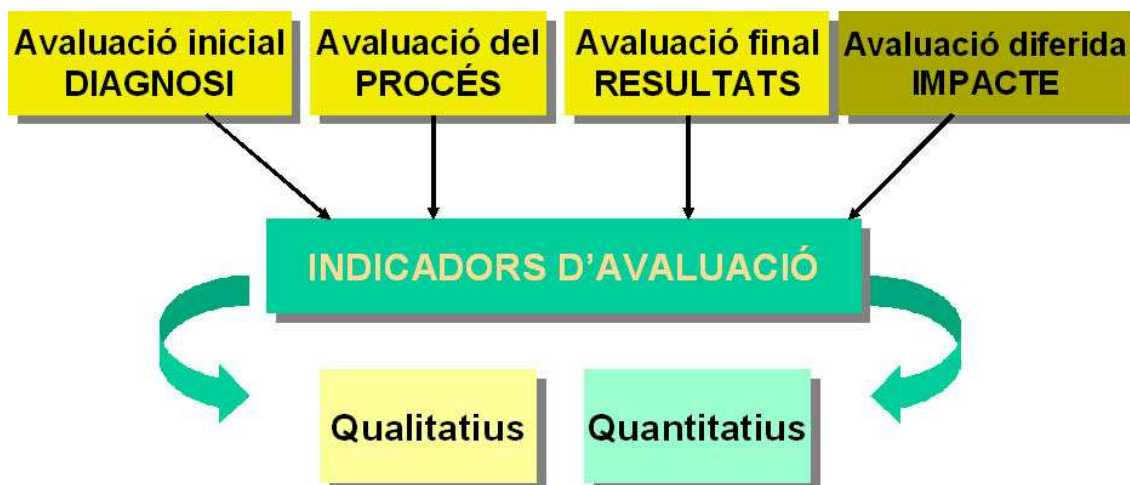 Avaluació inicial
DIAGNOSI
Avaluació del
PROCÉS
Avaluació final
RESULTATS
Avaluació diferida
IMPACTE
INDICADORS D’AVALUACIÓ
Qualitatius
Quantitatius